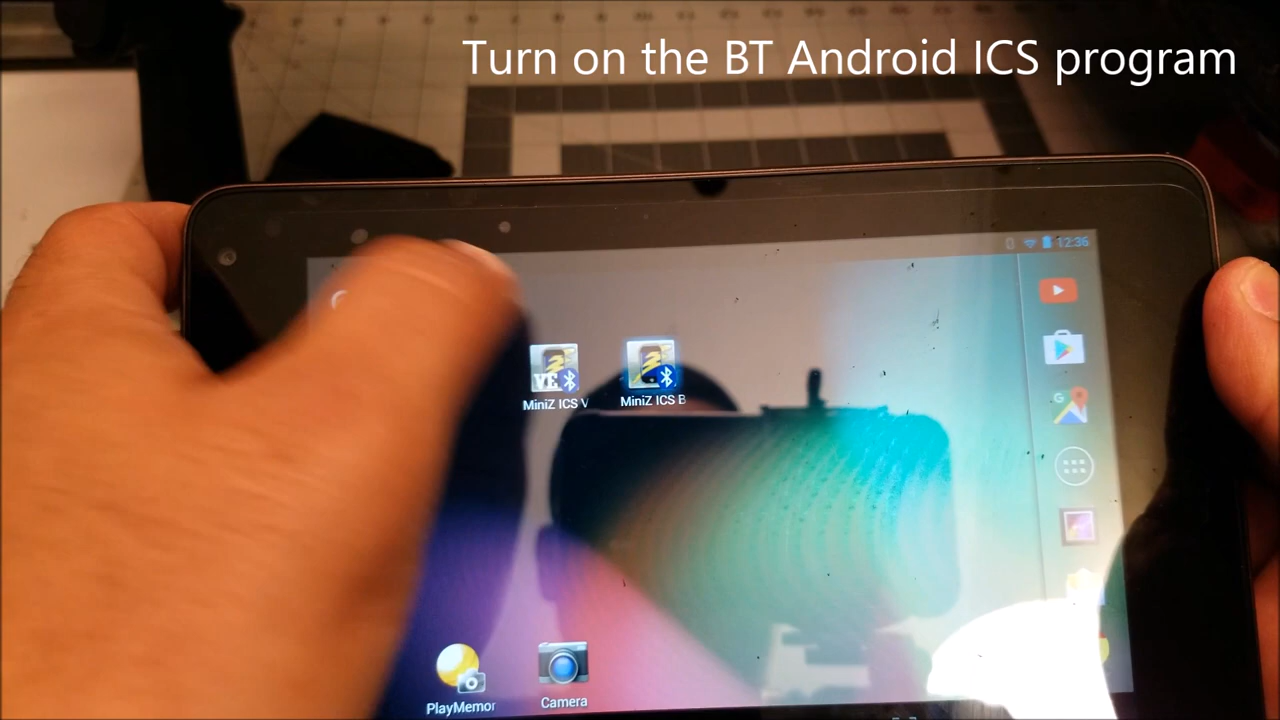 Turn on the BT Android ICS program
12:36
VE
MiniZ ICS V
MiniZ ICS B
G
PlayMemor
Camera